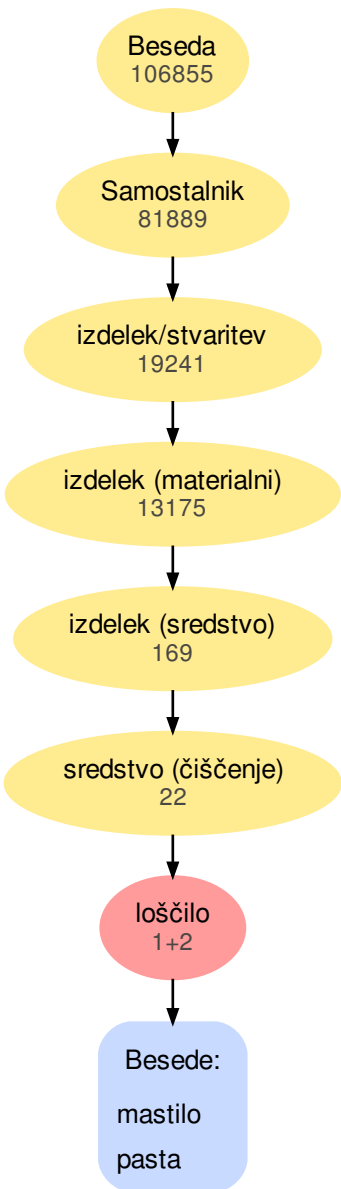 Beseda
106855
Samostalnik
81889
izdelek/stvaritev
19241
izdelek (materialni)
13175
izdelek (sredstvo)
169
sredstvo (čiščenje)
22
loščilo
1+2
Besede:
mastilo
pasta